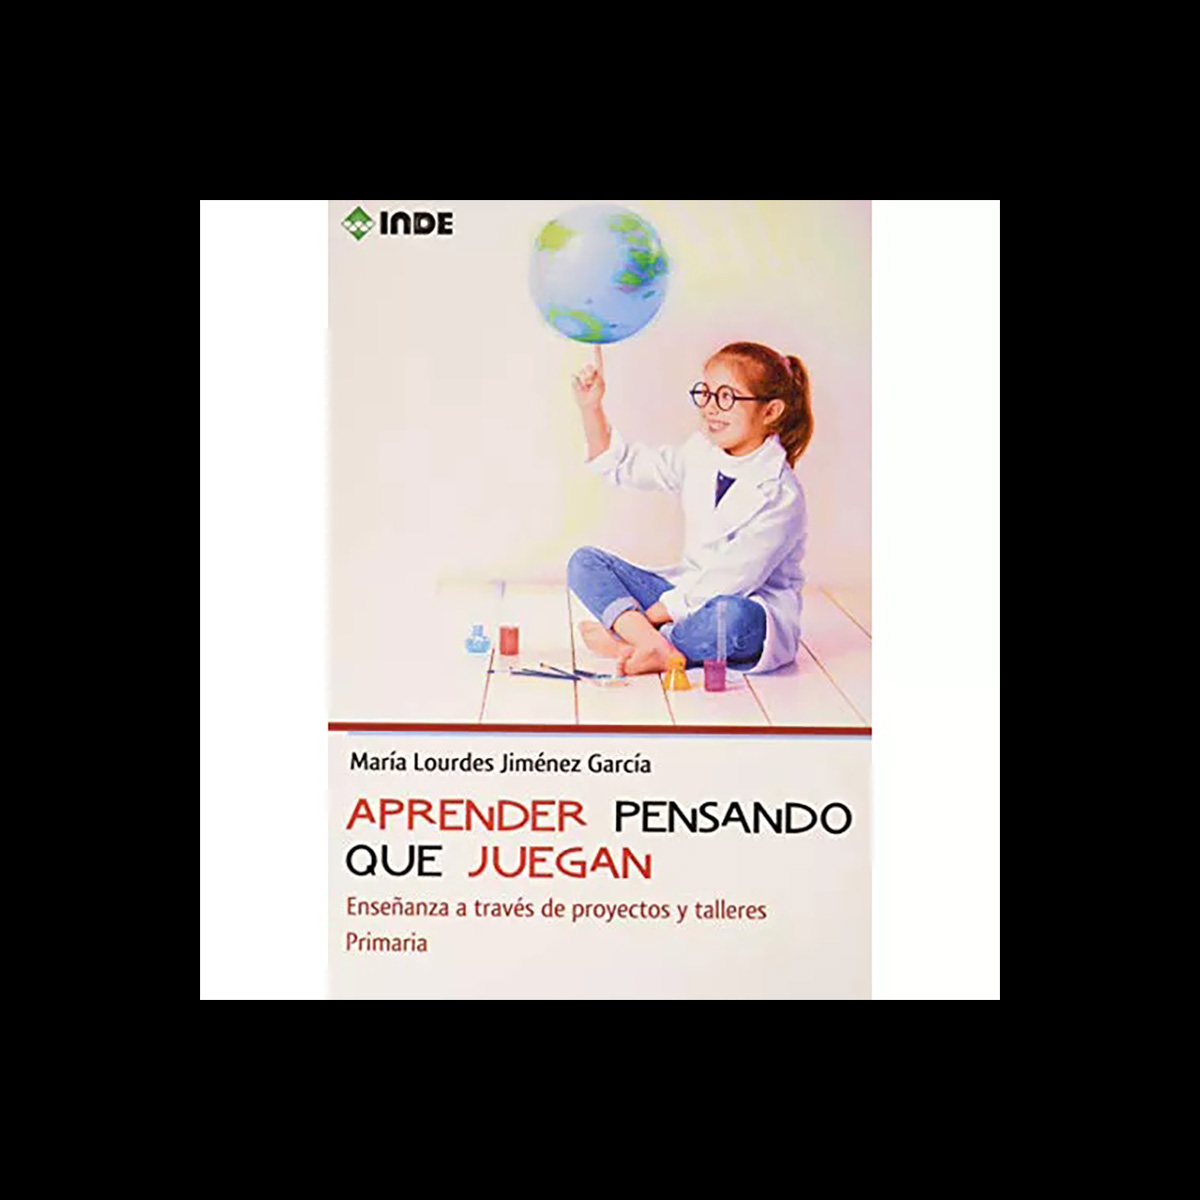 INDE
María Lourdes Jiménez García
APRENDER PENSANDO
QUE JUEGAN
Enseñanza a través de proyectos y talleres
Primaria